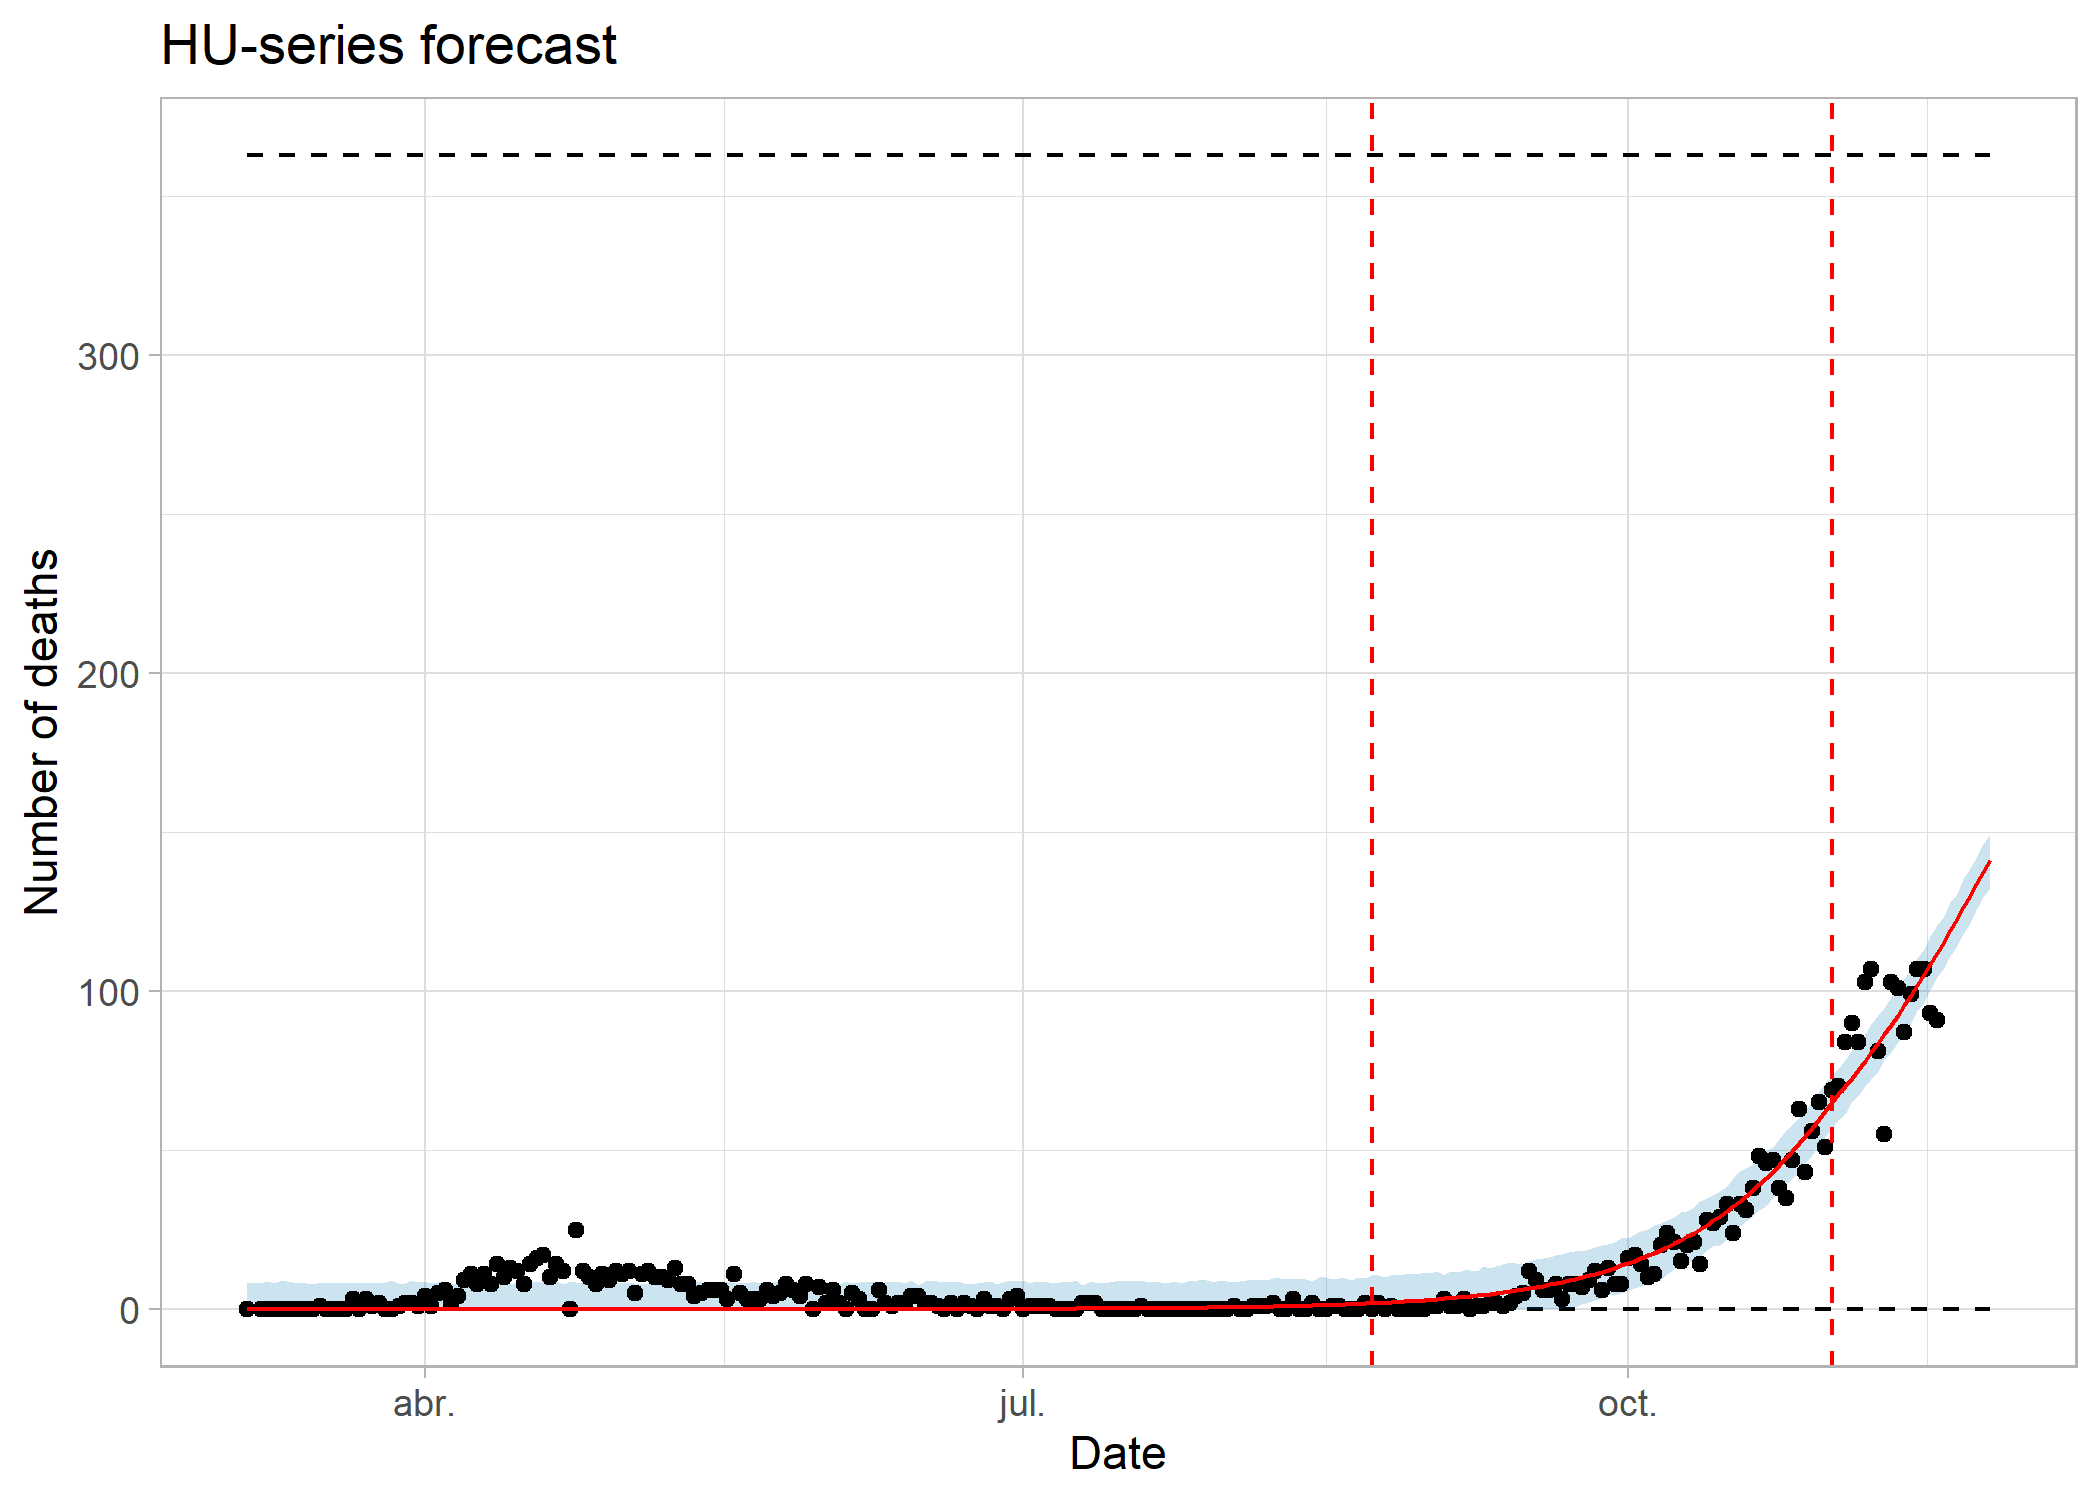 HU-series forecast
Number of deaths
300
200
100
0
abr.
jul.
oct.
Date